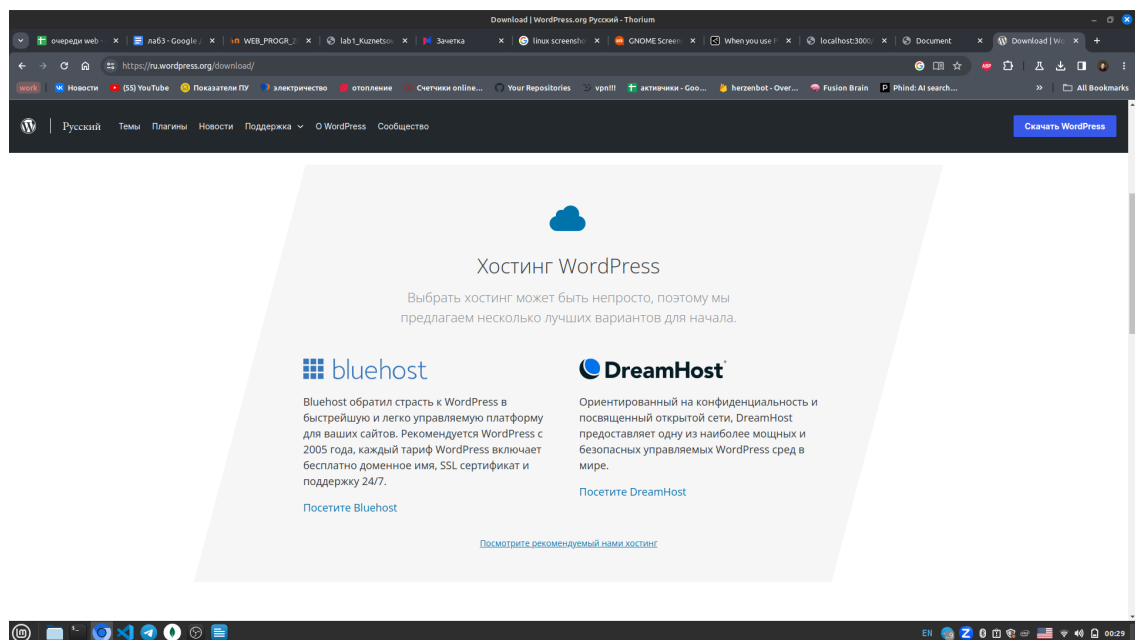 Download | WordPress.org Русский - Thorium
очереди web -
лаб3 - Google
WEB_PROGR_
lab1_Kuznetsov
Зачетка
linux screensho
GNOME Screen
When you use F
localhost:3000/
Document
Download | Wo
https://ru.wordpress.org/download/
work
Новости
(55) YouTube
Показатели ПУ
электричество
отопление
Счетчики online...
Your Repositories
vpn!!!
активчики - Goo...
herzenbot - Over...
Fusion Brain
Phind: AI search...
»
All Bookmarks
Русский
Темы
Плагины
Новости
Поддержка
О WordPress
Сообщество
Скачать WordPress
Хостинг WordPress
Выбрать хостинг может быть непросто, поэтому мы
предлагаем несколько лучших вариантов для начала.
bluehost
Bluehost обратил страсть к WordPress в
быстрейшую и легко управляемую платформу
для ваших сайтов. Рекомендуется WordPress с
2005 года, каждый тариф WordPress включает
бесплатно доменное имя, SSL сертификат и
поддержку 24/7.
Посетите Bluehost
DreamHost
Ориентированный на конфиденциальность и
посвященный открытой сети, DreamHost
предоставляет одну из наиболее мощных и
безопасных управляемых WordPress сред в
мире.
Посетите DreamHost
Посмотрите рекомендуемый нами хостинг
EN
00:29